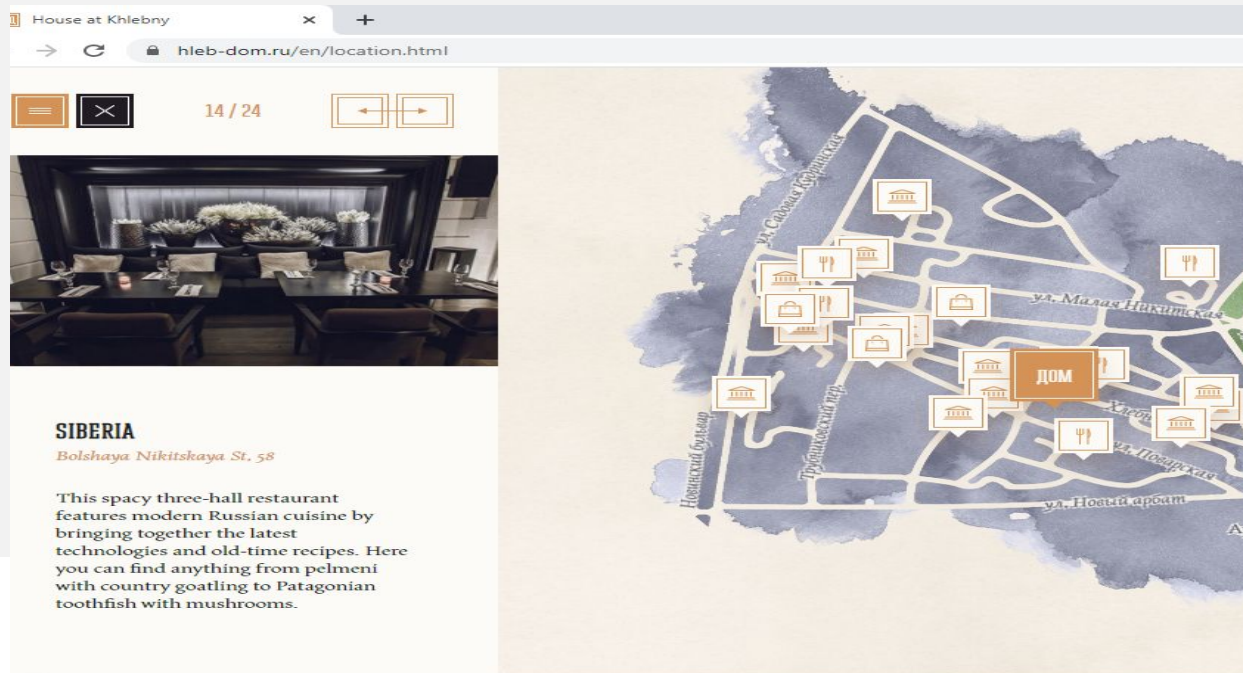 House at Khlebny
hleb-dom.ru/en/location.html
14 / 24
SIBERIA
Bolshaya Nikitskaya St, 58
This spacy three-hall restaurant
features modern Russian cuisine by
bringing together the latest
technologies and old-time recipes. Here
you can find anything from pelmeni
with country goatling to Patagonian
toothfish with mushrooms.
ул. Садовая Кудринская
ул. Малая Никитская
ДОМ
Трубниковский пер.
Новинский бульвар
ул. Поварская
ул. Новый арбат